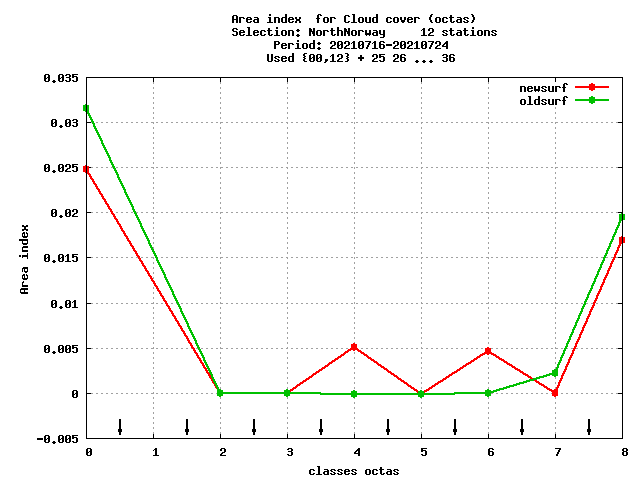 Area index  for Cloud cover (octas)
Selection: NorthNorway     12 stations
Period: 20210716-20210724
Used {00,12} + 25 26 ... 36
newsurf
oldsurf
0.035
0.03
0.025
0.02
0.015
0.01
0.005
0
-0.005
Area index
0 1 2 3 4 5 6 7 8
classes octas